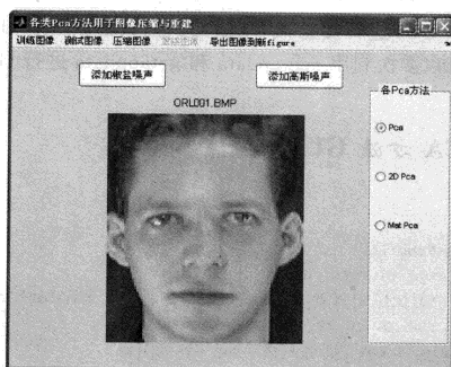 各类Pca方法用于图像压缩与重建
训练图像 测试图像 压缩图像 导出图像到新figure
添加椒盐噪声 添加高斯噪声
各Pca方法
ORL001.BMP
Pca
2D Pca
Mat Pca